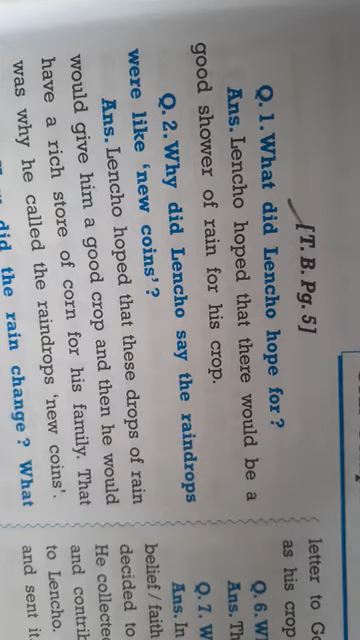 [T. B. Pg. 5]
Q. 1. What did Lencho hope for?
Ans. Lencho hoped that there would be a
good shower of rain for his crop.
Q. 2. Why did Lencho say the raindrops
were like ‘new coins’?
Ans. Lencho hoped that these drops of rain
would give him a good crop and then he would
have a rich store of corn for his family. That
was why he called the raindrops ‘new coins’.
did the rain change? What
letter to G
as his crop
Q. 6. W
Ans. Th
Q. 7. W
Ans. In
belief/faith
decided to
He collected
and contrib
to Lencho.
and sent it